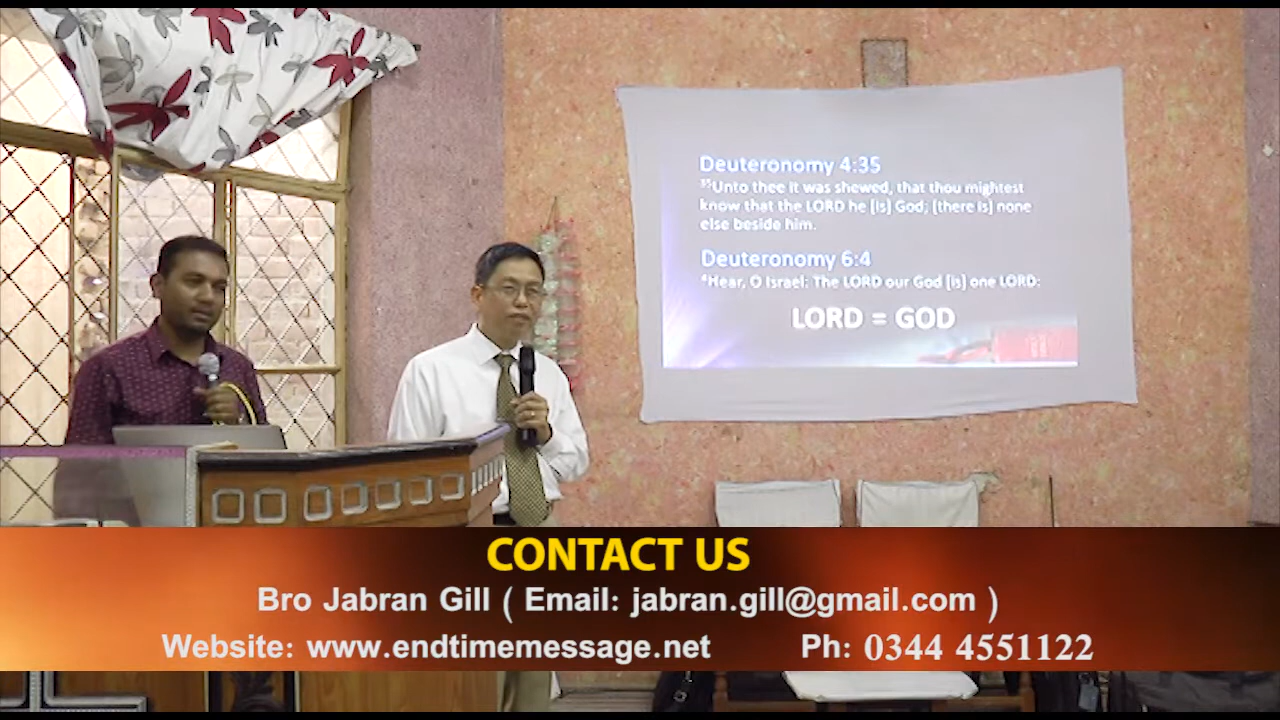 Deuteronomy 4:35
³⁵Unto thee it was shewed, that thou mightest
know that the LORD he [is] God; [there is] none
else beside him.
Deuteronomy 6:4
⁴Hear, O Israel: The LORD our God [is] one LORD:
LORD = GOD
CONTACT US
Bro Jabran Gill ( Email: jabran.gill@gmail.com )
Website: www.endtimemessage.net Ph: 0344 4551122